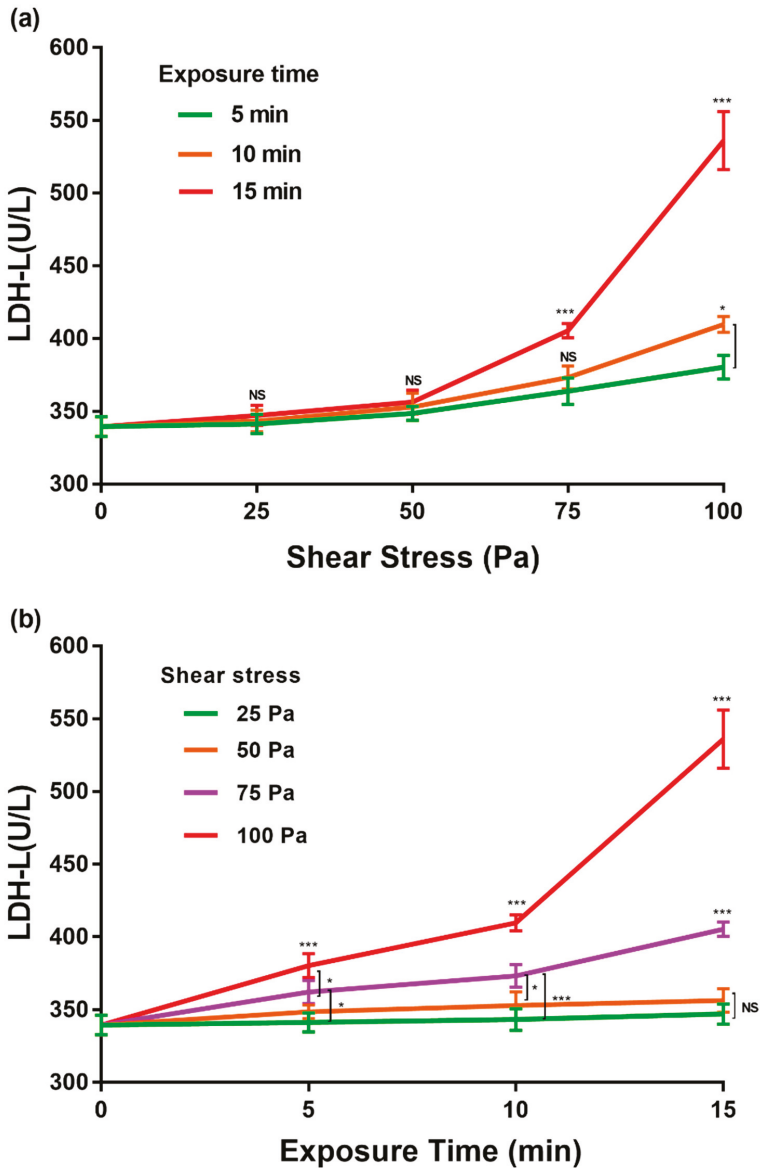 (a)
600
550
500
450
400
350
300
LDH-L(U/L)
Exposure time
5 min
10 min
15 min
NS
NS
***
NS
***
*
0 25 50 75 100
Shear Stress (Pa)
(b)
600
550
500
450
400
350
300
LDH-L(U/L)
Shear stress
25 Pa
50 Pa
75 Pa
100 Pa
***
*
*
***
*
***
***
***
NS
0 5 10 15
Exposure Time (min)